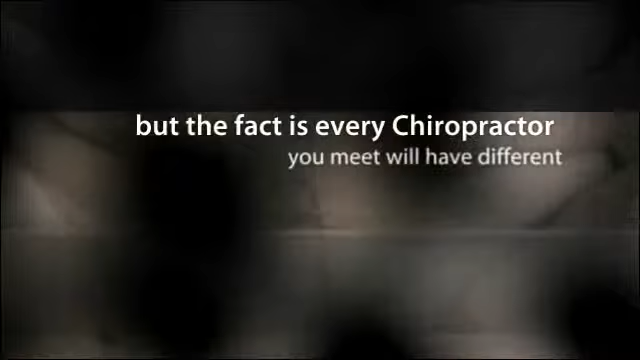 but the fact is every Chiropractor
you meet will have different